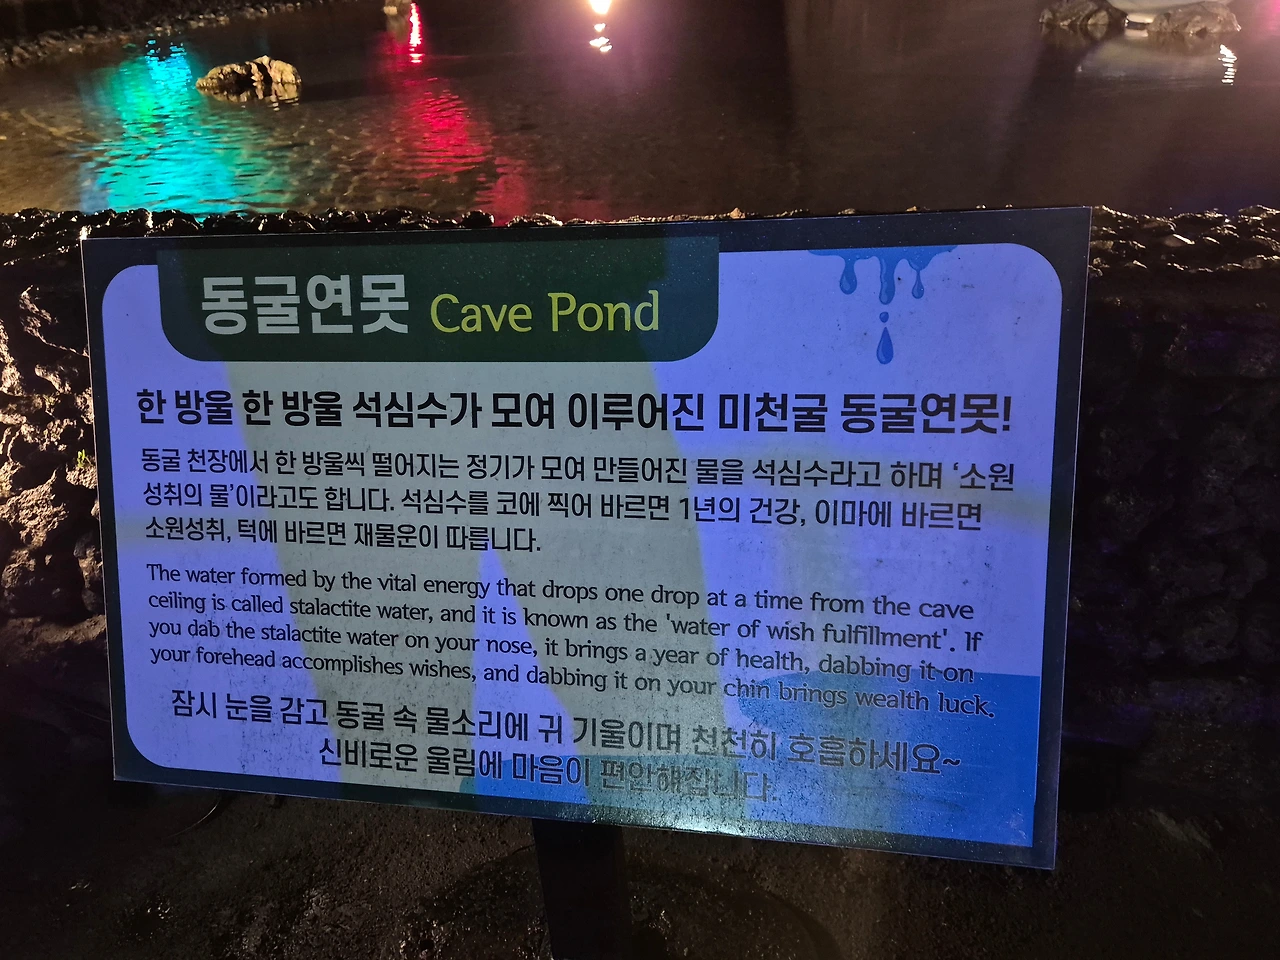 동굴연못 Cave Pond
한 방울 한 방울 석심수가 모여 이루어진 미천굴 동굴연못!
동굴 천장에서 한 방울씩 떨어지는 정기가 모여 만들어진 물을 석심수라고 하며 ‘소원
성취의 물’이라고도 합니다. 석심수를 코에 찍어 바르면 1년의 건강, 이마에 바르면
소원성취, 턱에 바르면 재물운이 따릅니다.
The water formed by the vital energy that drops one drop at a time from the cave
ceiling is called stalactite water, and it is known as the 'water of wish fulfillment'. If
you dab the stalactite water on your nose, it brings a year of health, dabbing it on
your forehead accomplishes wishes, and dabbing it on your chin brings wealth luck.
잠시 눈을 감고 동굴 속 물소리에 귀 기울이며 천천히 호흡하세요~
신비로운 울림에 마음이 편안해집니다.